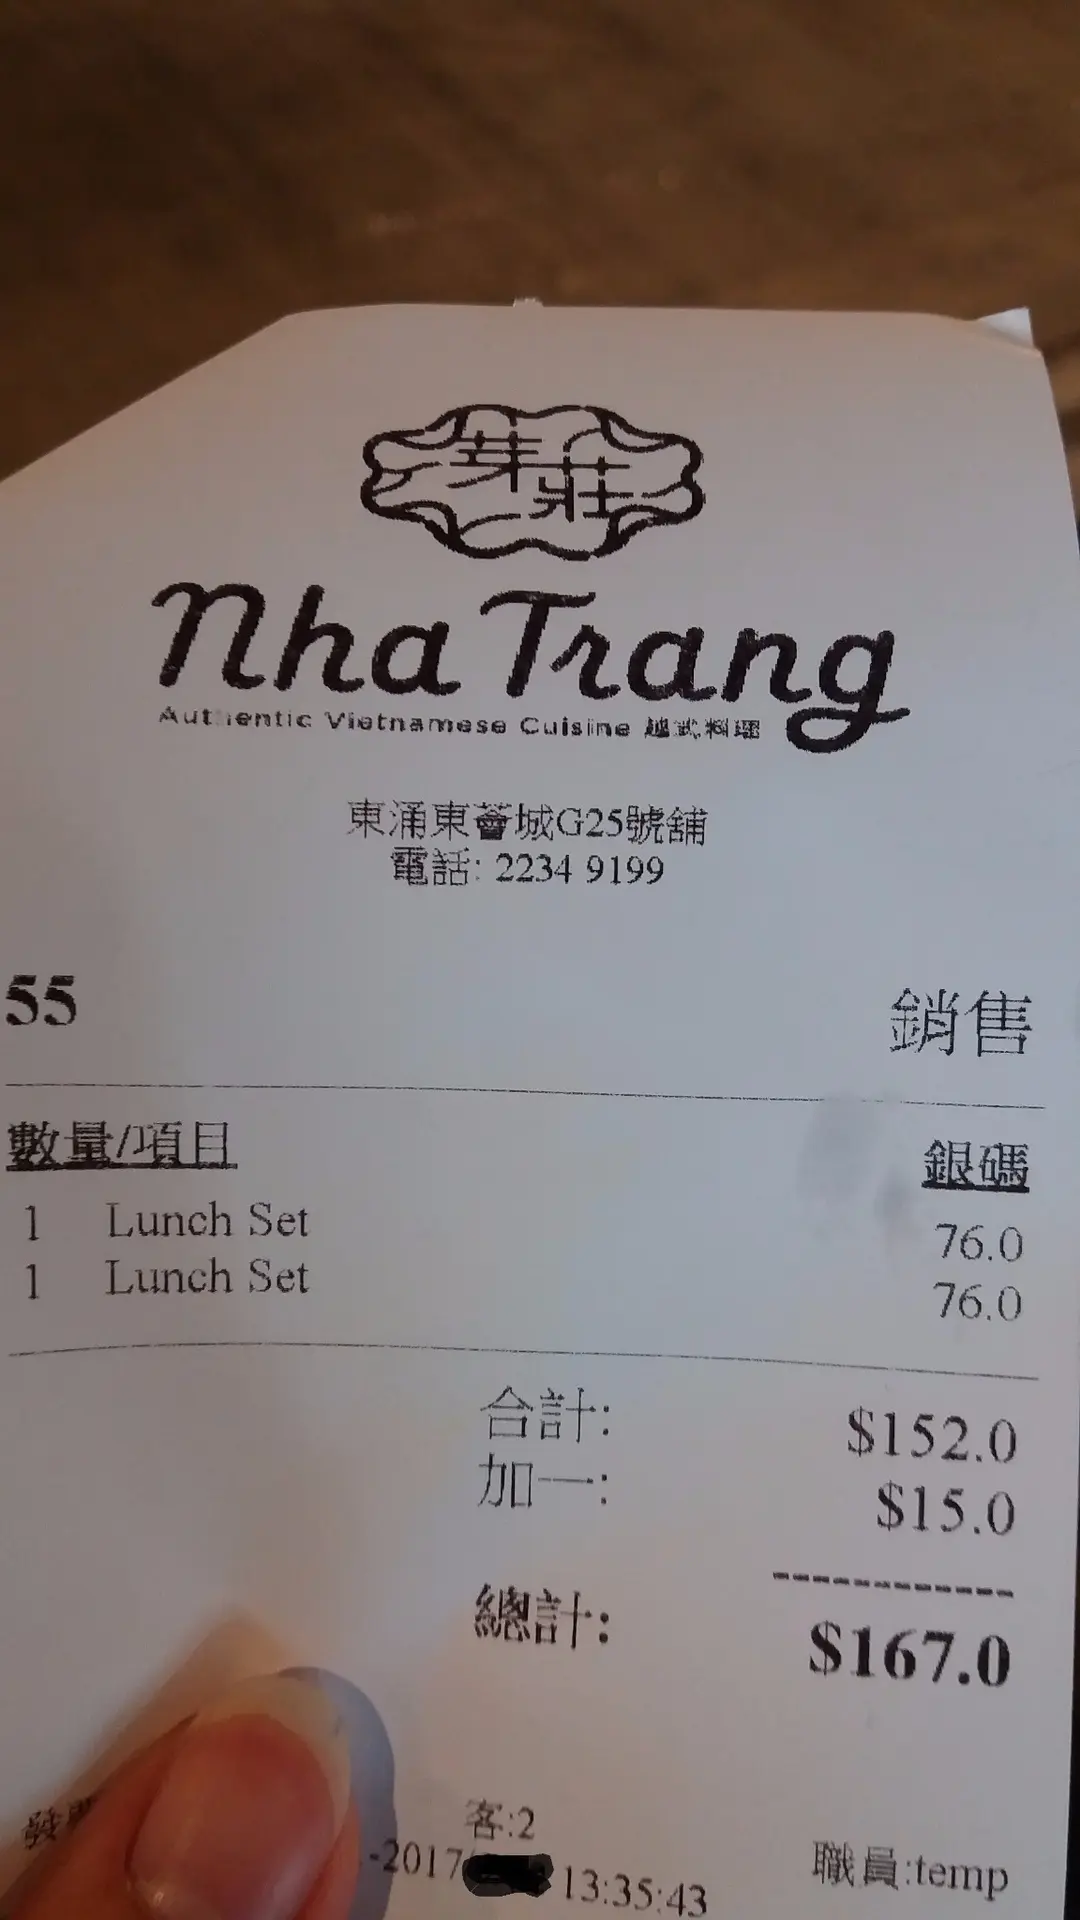 芽莊
Nha Trang
Authentic Vietnamese Cuisine 越式料理
東涌東薈城G25號舖
電話: 2234 9199
55 銷售
數量/項目 銀碼
1 Lunch Set 76.0
1 Lunch Set 76.0
合計: $152.0
加一: $15.0
總計: $167.0
客:2
-2017 13:35:43 職員:temp